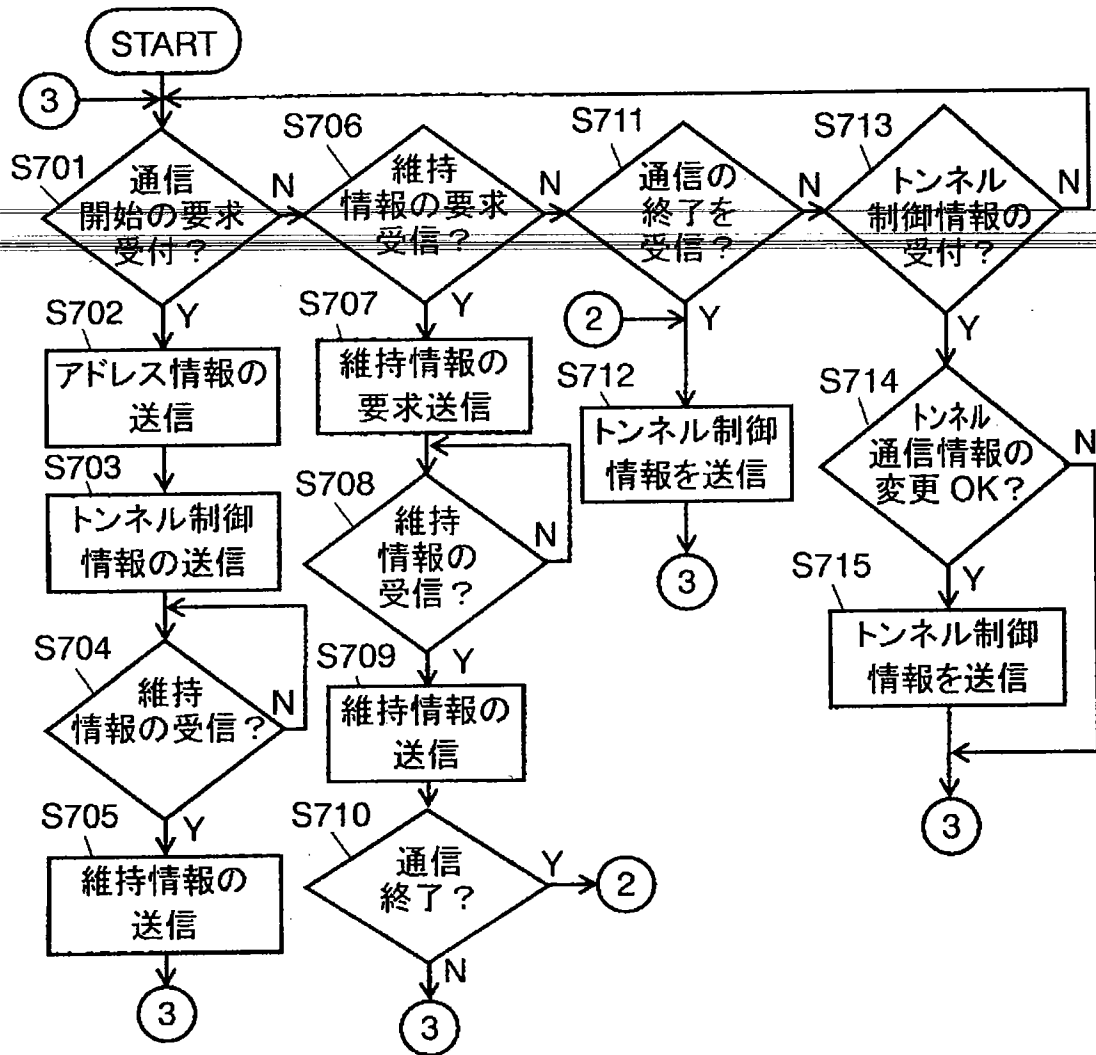 START
3
S701
通信
開始の要求
受付?
N
Y
S702
アドレス情報の
送信
S703
トンネル制御
情報の送信
S704
維持
情報の受信?
N
Y
S705
維持情報の
送信
3
S706
維持
情報の要求
受信?
N
Y
S707
維持情報の
要求送信
S708
維持
情報の
受信?
N
Y
S709
維持情報の
送信
S710
通信
終了?
Y
2
N
3
S711
通信の
終了を
受信?
N
2
Y
S712
トンネル制御
情報を送信
3
S713
トンネル
制御情報の
受付?
N
Y
S714
トンネル
通信情報の
変更 OK?
N
Y
S715
トンネル制御
情報を送信
3